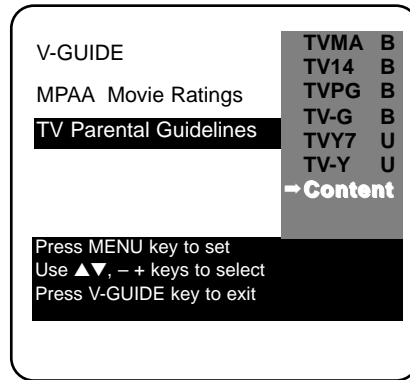 V-GUIDE
MPAA Movie Ratings
TV Parental Guidelines
TVMA B
TV14 B
TVPG B
TV-G B
TVY7 U
TV-Y U
➡Content
Press MENU key to set
Use ▲▼, – + keys to select
Press V-GUIDE key to exit